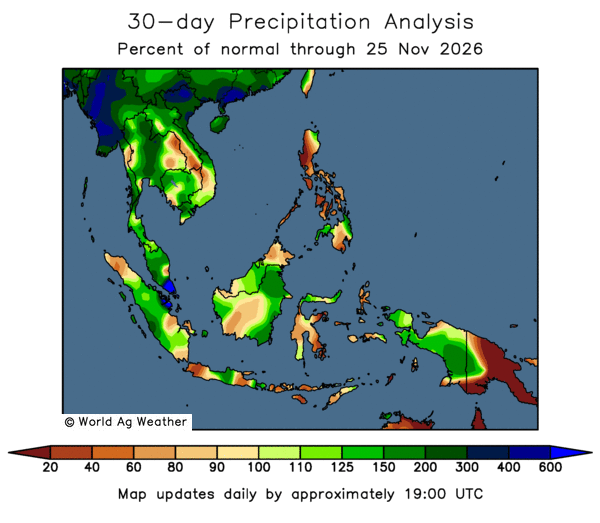 30-day Precipitation Analysis
Percent of normal through 25 Nov 2026
© World Ag Weather
20 40 60 80 90 100 110 125 150 200 300 400 600
Map updates daily by approximately 19:00 UTC